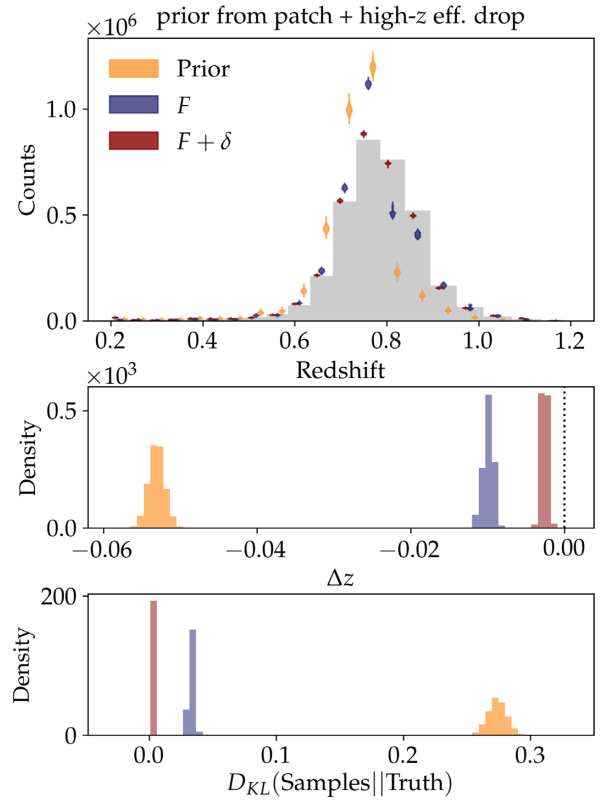 prior from patch + high-z eff. drop
×10⁶
Prior
F
F + δ
Counts
1.0
0.5
0.0
0.2 0.4 0.6 0.8 1.0 1.2
Redshift
×10³
Density
0.5
0.0
−0.06 −0.04 −0.02 0.00
Δz
Density
200
0
0.0 0.1 0.2 0.3
D_{KL}(Samples||Truth)